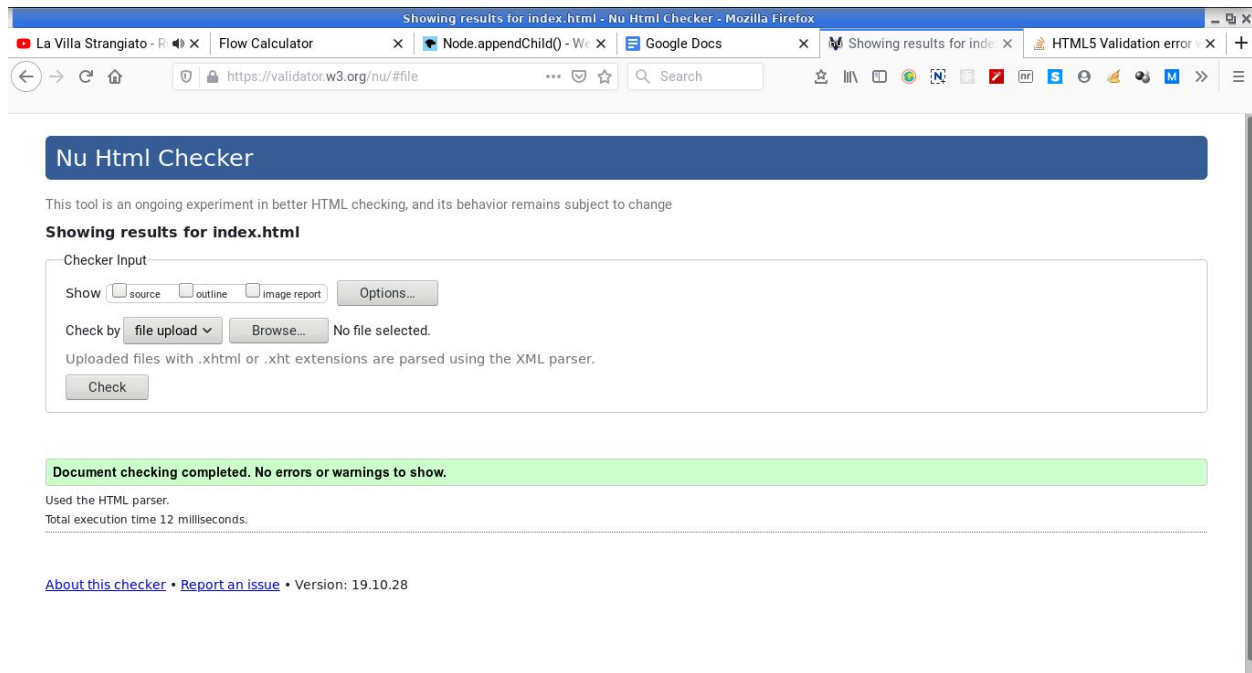 Showing results for index.html - Nu Html Checker - Mozilla Firefox
La Villa Strangiato - R
Flow Calculator
Node.appendChild() - We
Google Docs
Showing results for inde
HTML5 Validation error v
https://validator.w3.org/nu/#file
Search
Nu Html Checker
This tool is an ongoing experiment in better HTML checking, and its behavior remains subject to change
Showing results for index.html
Checker Input
Show source outline image report Options...
Check by file upload Browse... No file selected.
Uploaded files with .xhtml or .xht extensions are parsed using the XML parser.
Check
Document checking completed. No errors or warnings to show.
Used the HTML parser.
Total execution time 12 milliseconds.
About this checker • Report an issue • Version: 19.10.28